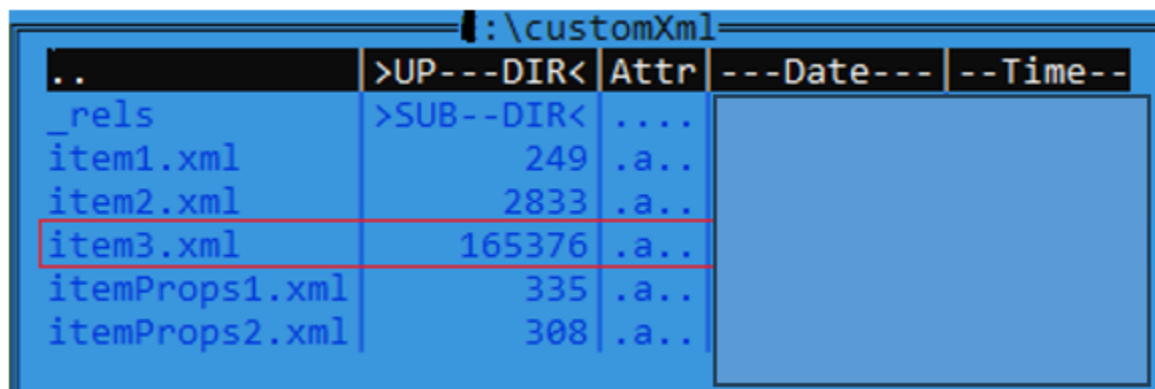 :\customXml
.. >UP---DIR< Attr ---Date--- --Time--
_rels >SUB--DIR< ....
item1.xml 249 .a..
item2.xml 2833 .a..
item3.xml 165376 .a..
itemProps1.xml 335 .a..
itemProps2.xml 308 .a..